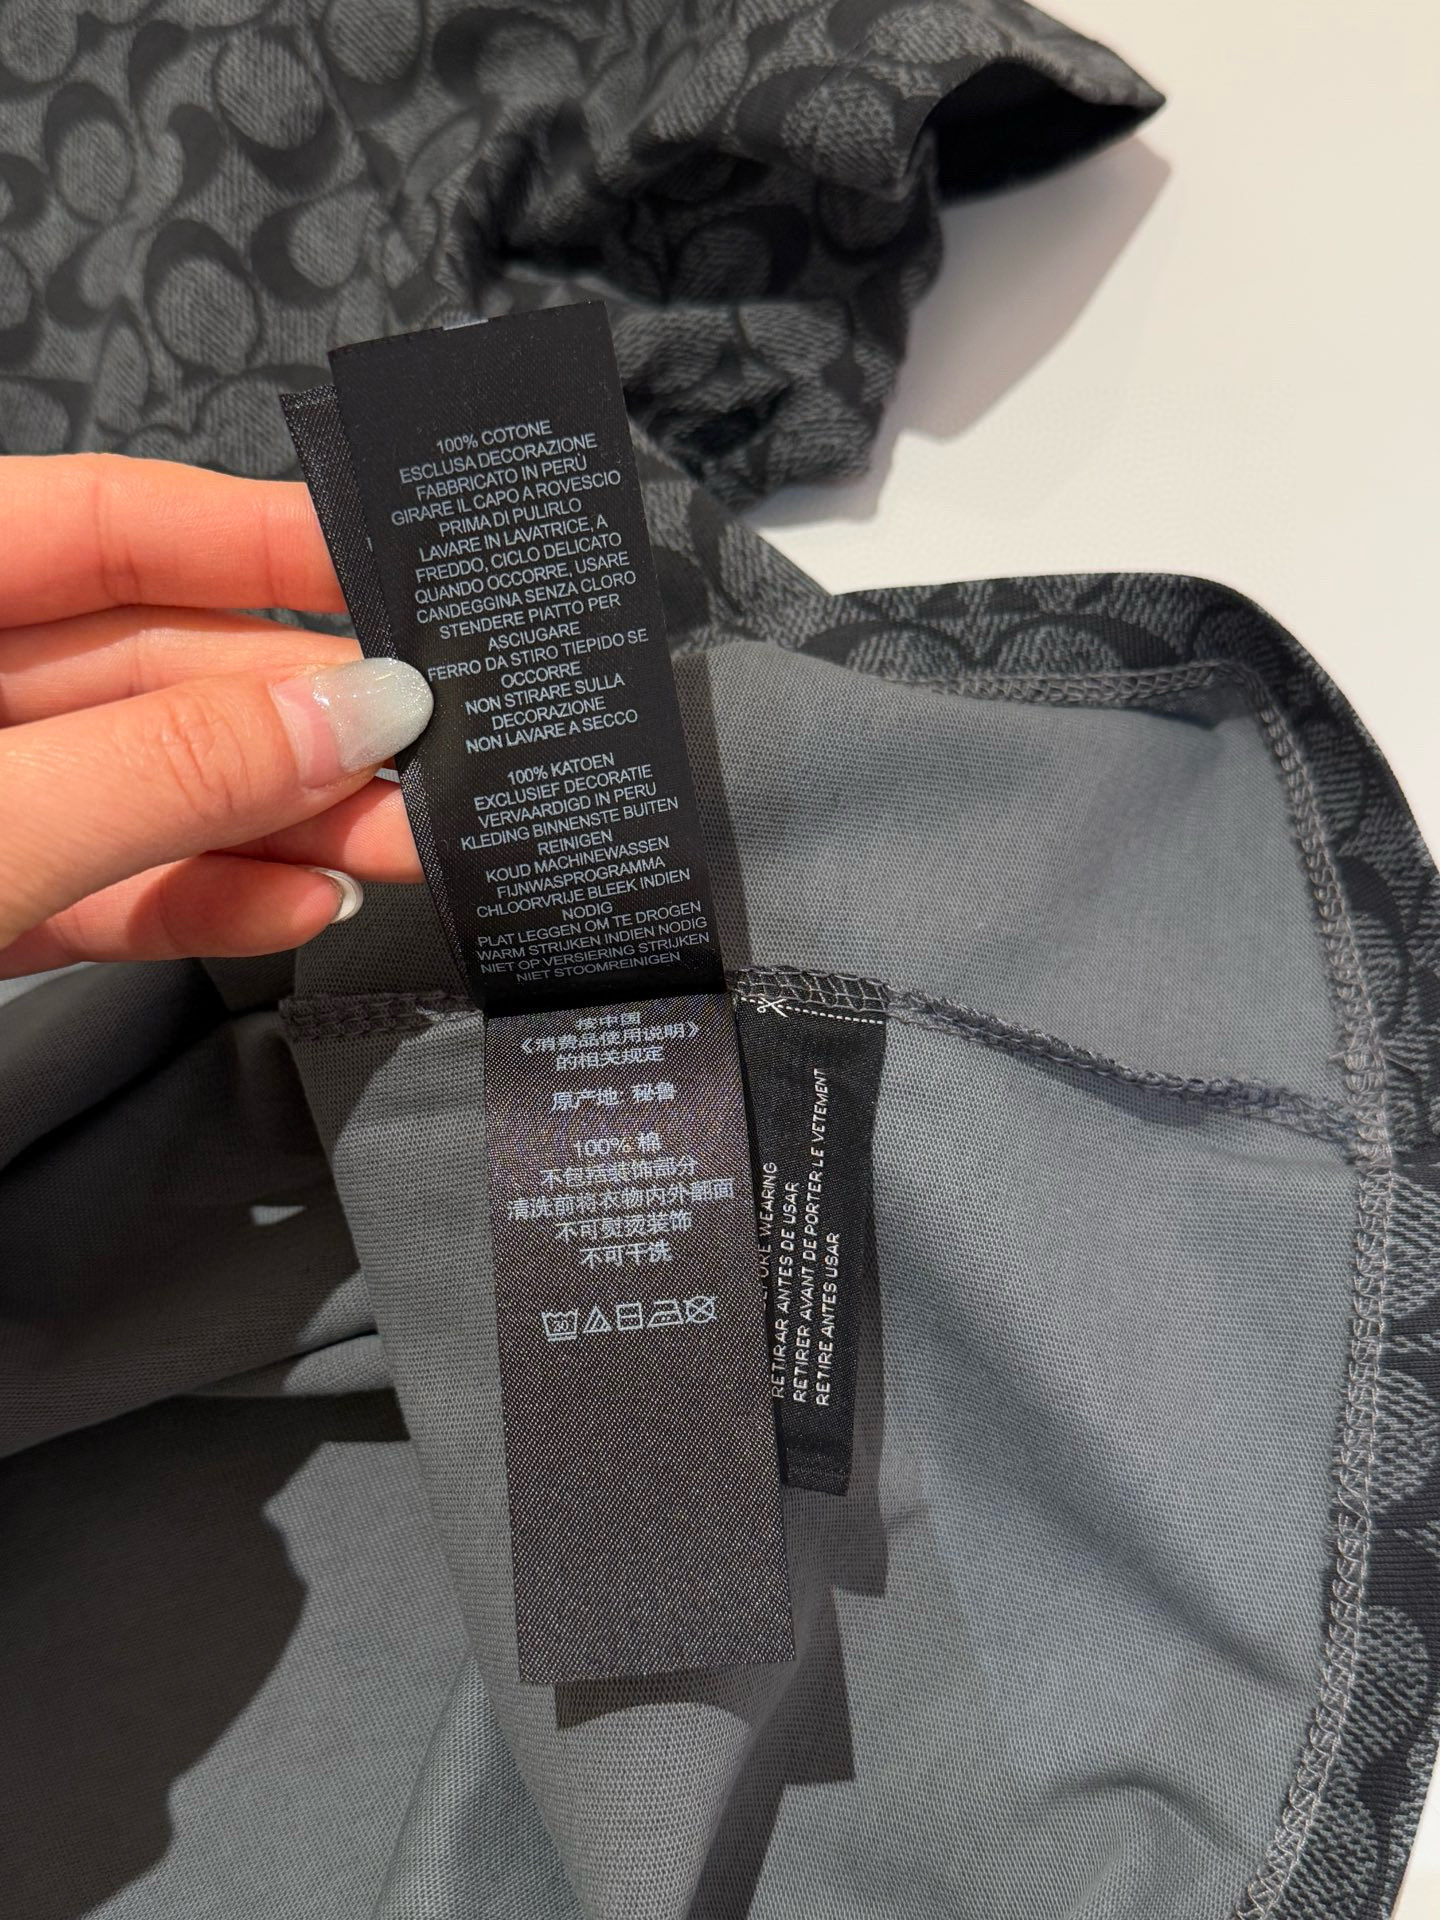 100% COTONE
ESCLUSA DECORAZIONE
FABBRICATO IN PERÙ
GIRARE IL CAPO A ROVESCIO
PRIMA DI PULIRLO
LAVARE IN LAVATRICE, A
FREDDO, CICLO DELICATO
QUANDO OCCORRE, USARE
CANDEGGINA SENZA CLORO
STENDERE PIATTO PER
ASCIUGARE
FERRO DA STIRO TIEPIDO SE
OCCORRE
NON STIRARE SULLA
DECORAZIONE
NON LAVARE A SECCO
100% KATOEN
EXCLUSIEF DECORATIE
VERVAARDIGD IN PERU
KLEDING BINNENSTE BUITEN
REINIGEN
KOUD MACHINEWASSEN
FIJNWASPROGRAMMA
CHLOORVRIJE BLEEK INDIEN
NODIG
PLAT LEGGEN OM TE DROGEN
WARM STRIJKEN INDIEN NODIG
NIET OP VERSIERING STRIJKEN
NIET STOOMREINIGEN
中国
《消费品使用说明》
的相关规定
原产地: 秘鲁
100% 棉
不包括装饰部分
清洗前将衣物内外翻面
不可熨烫装饰
不可干洗
WEARING
RETIRAR ANTES DE USAR
RETIRER AVANT DE PORTER LE VETEMENT
RETIRE ANTES USAR